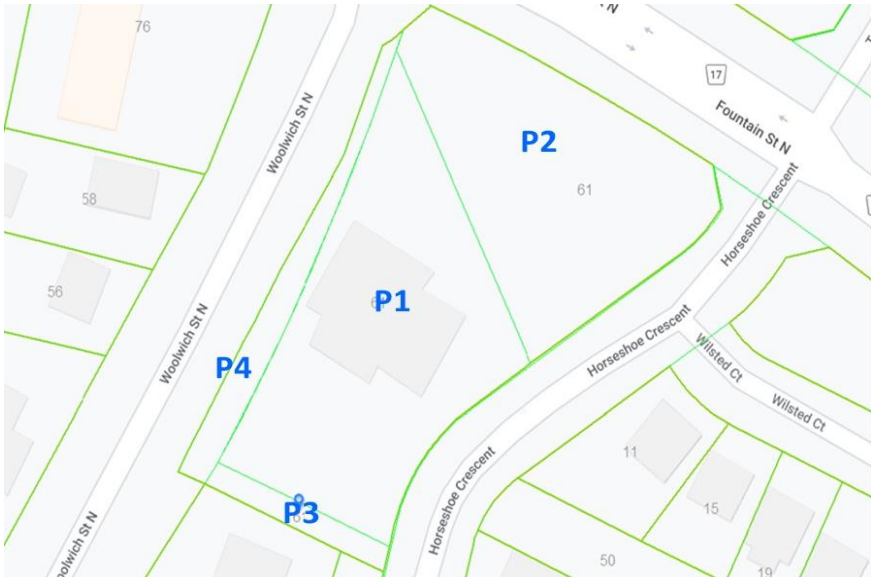 76
N
17
Fountain St N
P2
61
Woolwich St N
Horseshoe Crescent
58
56
P1
Woolwich St N
Horseshoe Crescent
P4
Wilsted Ct
Wilsted Ct
11
15
P3
Horseshoe Crescent
50
19
oolwich St N